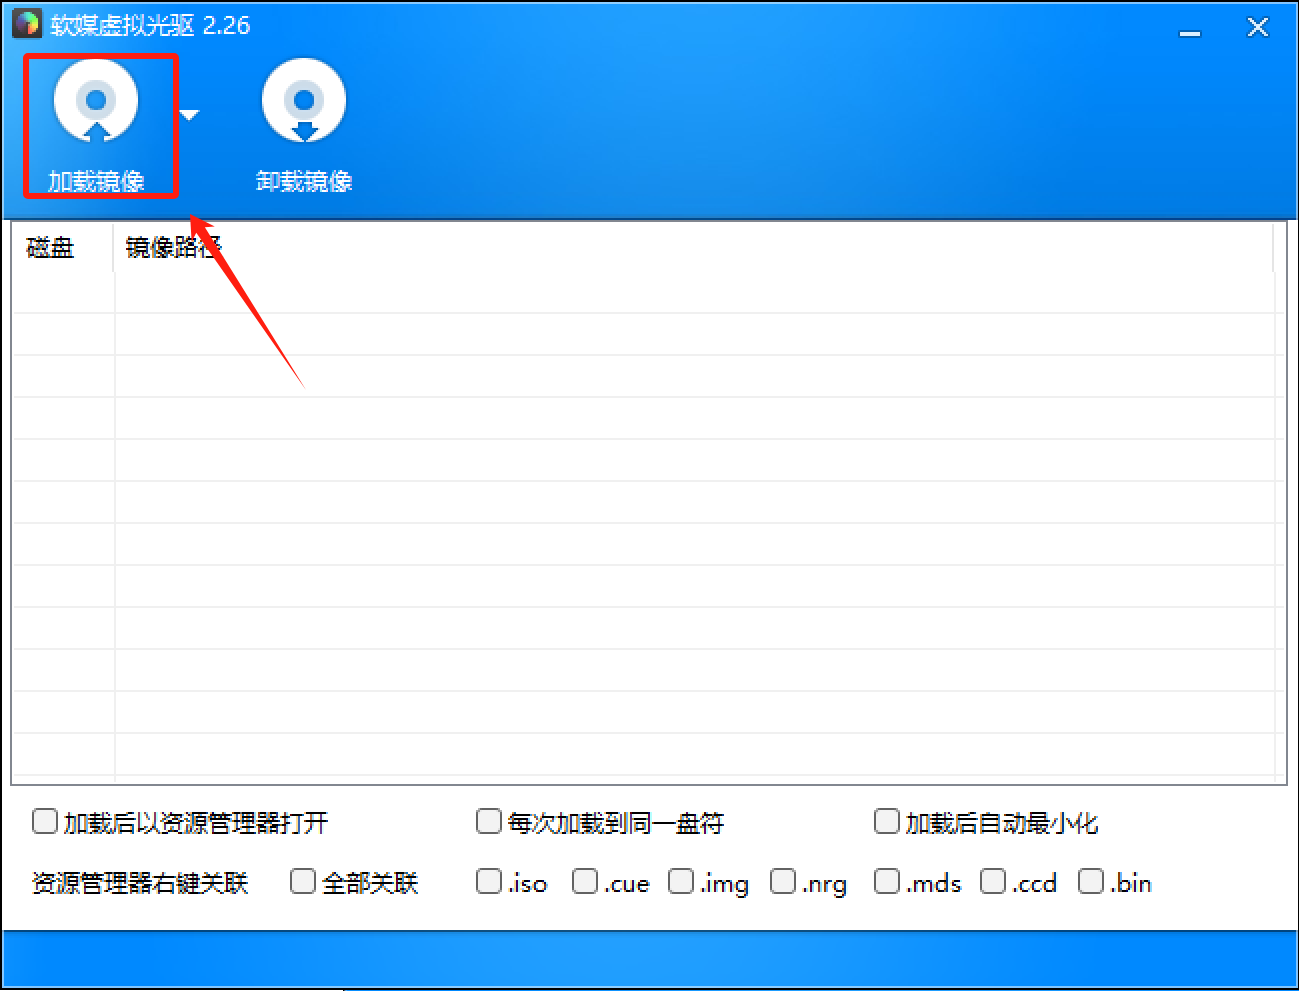 软媒虚拟光驱 2.26
加载镜像 卸载镜像
磁盘 镜像路径
加载后以资源管理器打开 每次加载到同一盘符 加载后自动最小化
资源管理器右键关联 全部关联 .iso .cue .img .nrg .mds .ccd .bin